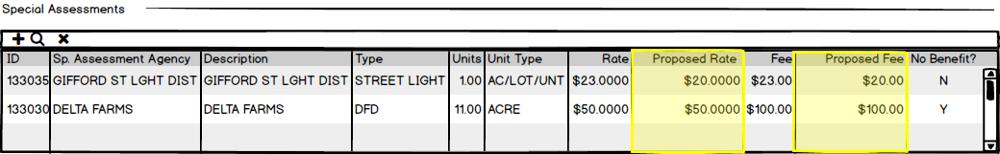 Special Assessments
ID Sp. Assessment Agency Description Type Units Unit Type Rate Proposed Rate Fee Proposed Fee No Benefit?
133035 GIFFORD ST LGHT DIST GIFFORD ST LGHT DIST STREET LIGHT 1.00 AC/LOT/UNT $23.0000 $20.0000 $23.00 $20.00 N
133030 DELTA FARMS DELTA FARMS DFD 11.00 ACRE $50.0000 $50.0000 $100.00 $100.00 Y